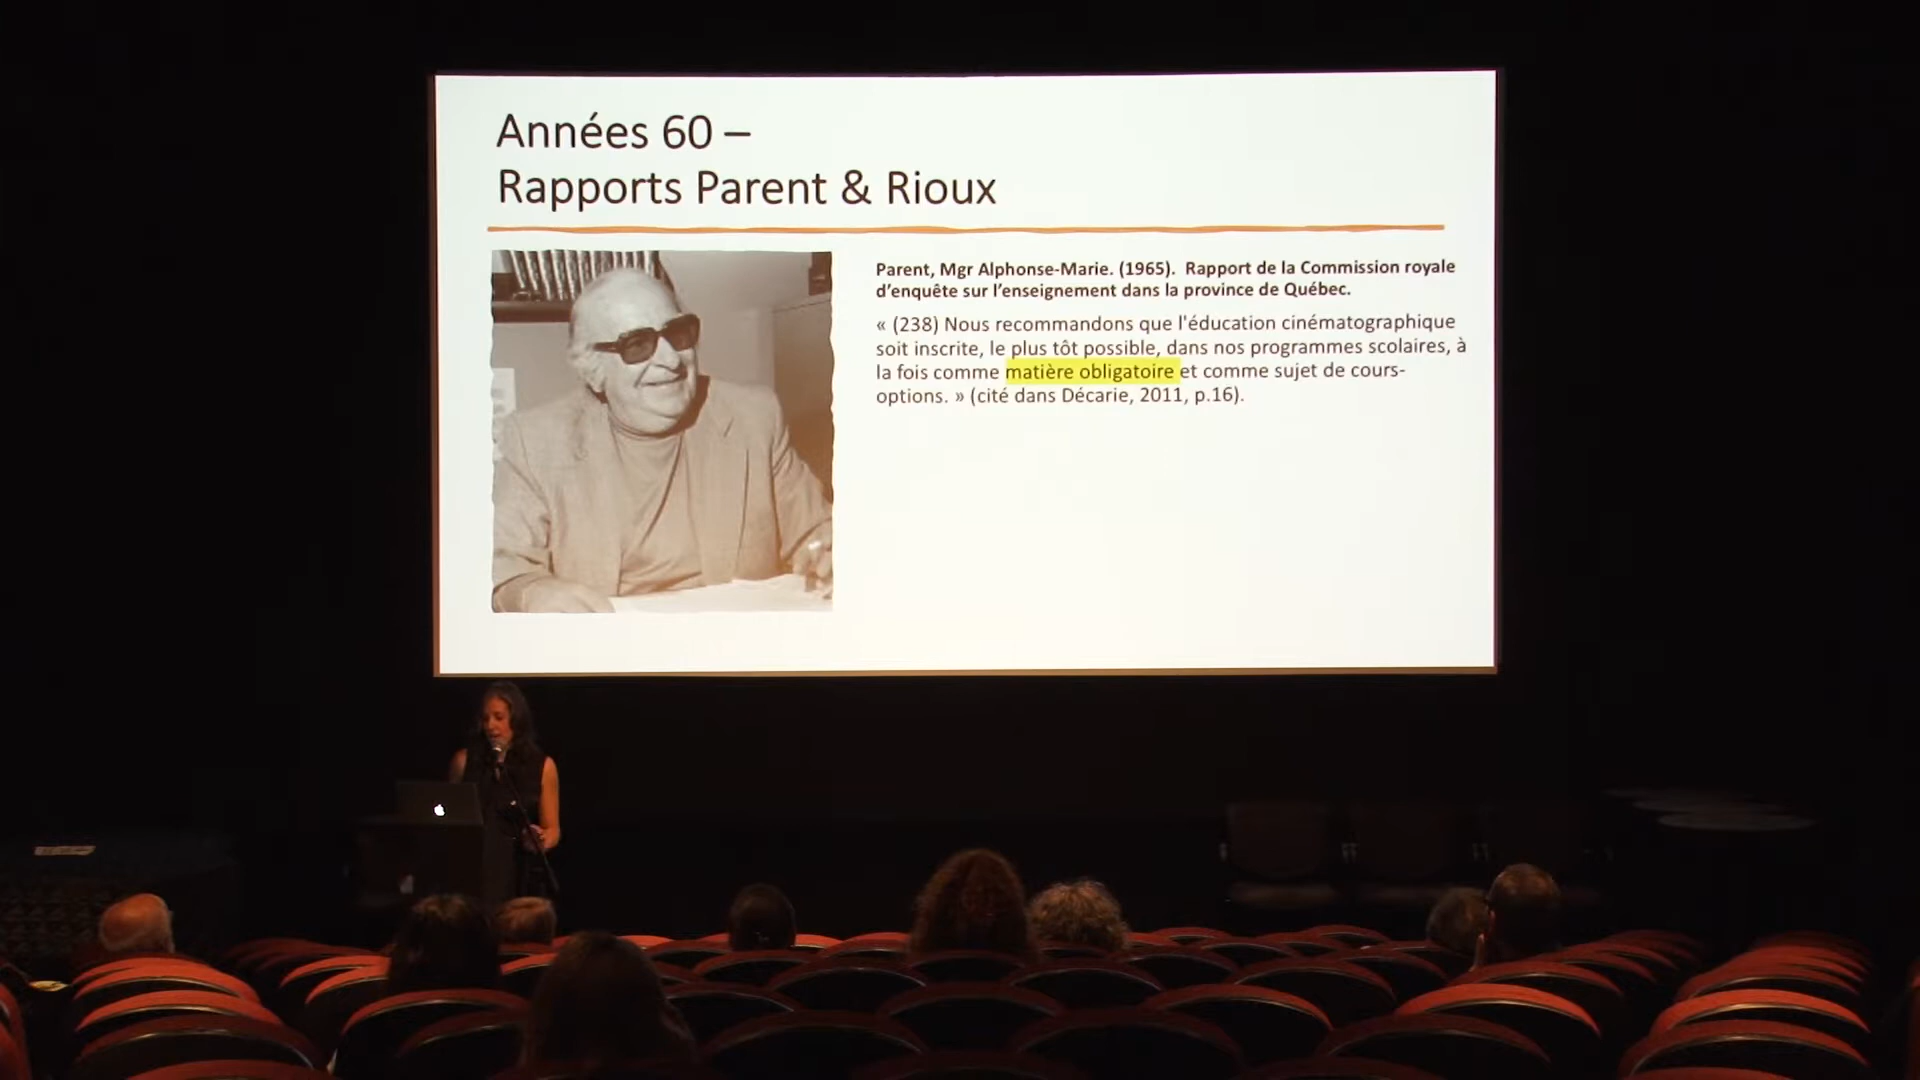 Années 60 –
Rapports Parent & Rioux
Parent, Mgr Alphonse-Marie. (1965).  Rapport de la Commission royale
d’enquête sur l’enseignement dans la province de Québec.
« (238) Nous recommandons que l'éducation cinématographique
soit inscrite, le plus tôt possible, dans nos programmes scolaires, à
la fois comme matière obligatoire et comme sujet de cours-
options. » (cité dans Décarie, 2011, p.16).